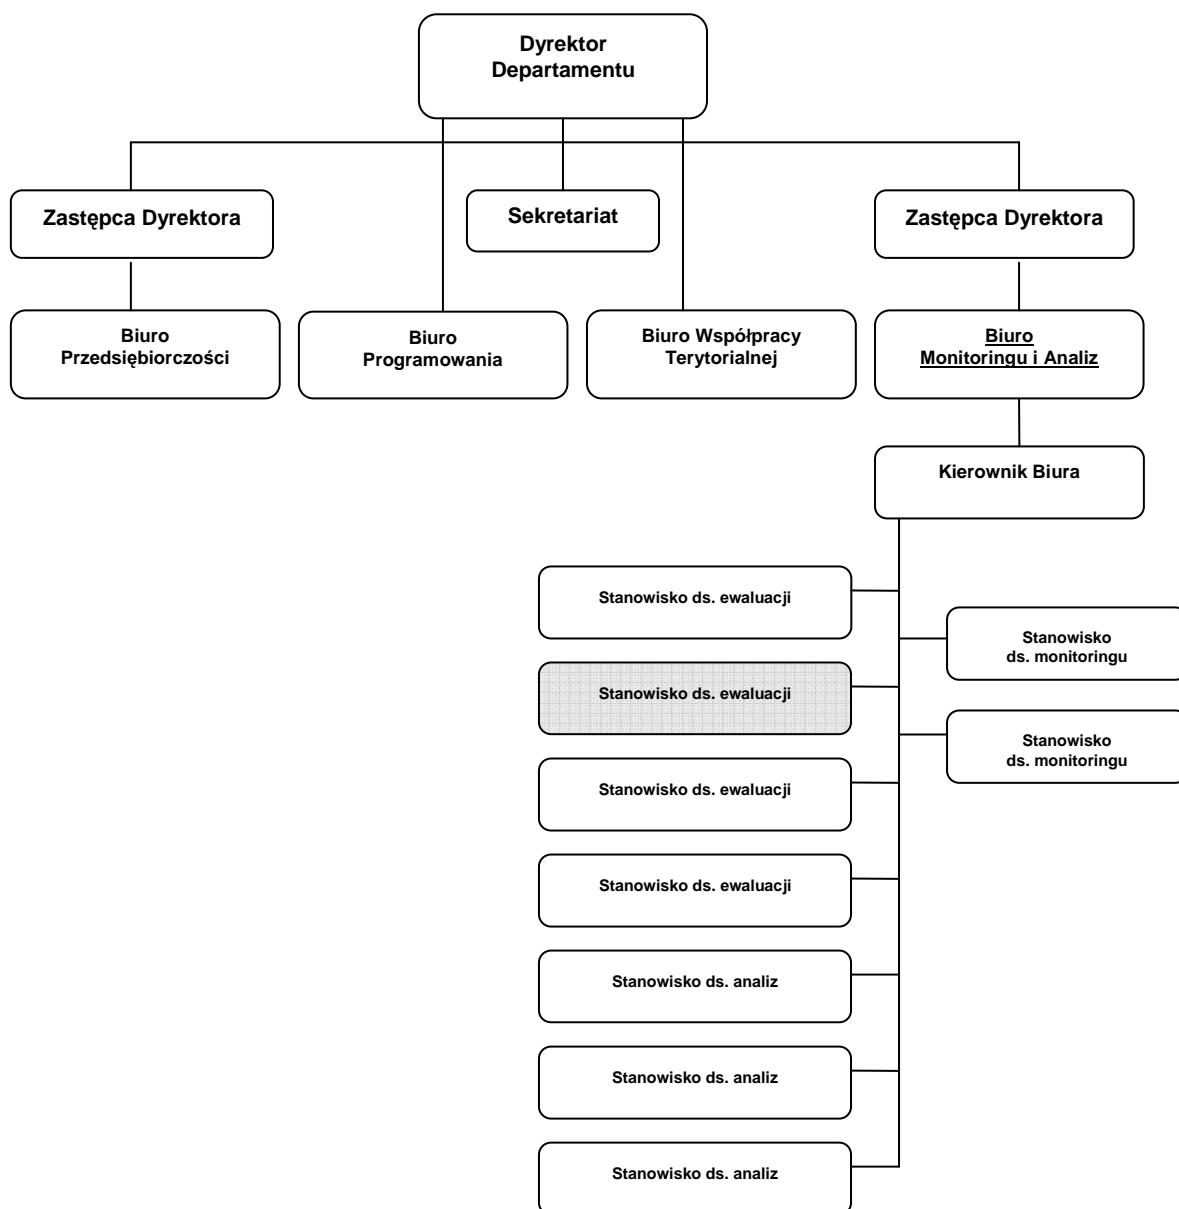 Dyrektor
Departamentu
Zastępca Dyrektora
Sekretariat
Zastępca Dyrektora
Biuro
Przedsiębiorczości
Biuro
Programowania
Biuro Współpracy
Terytorialnej
Biuro
Monitoringu i Analiz
Kierownik Biura
Stanowisko ds. ewaluacji
Stanowisko
ds. monitoringu
Stanowisko ds. ewaluacji
Stanowisko
ds. monitoringu
Stanowisko ds. ewaluacji
Stanowisko ds. ewaluacji
Stanowisko ds. analiz
Stanowisko ds. analiz
Stanowisko ds. analiz